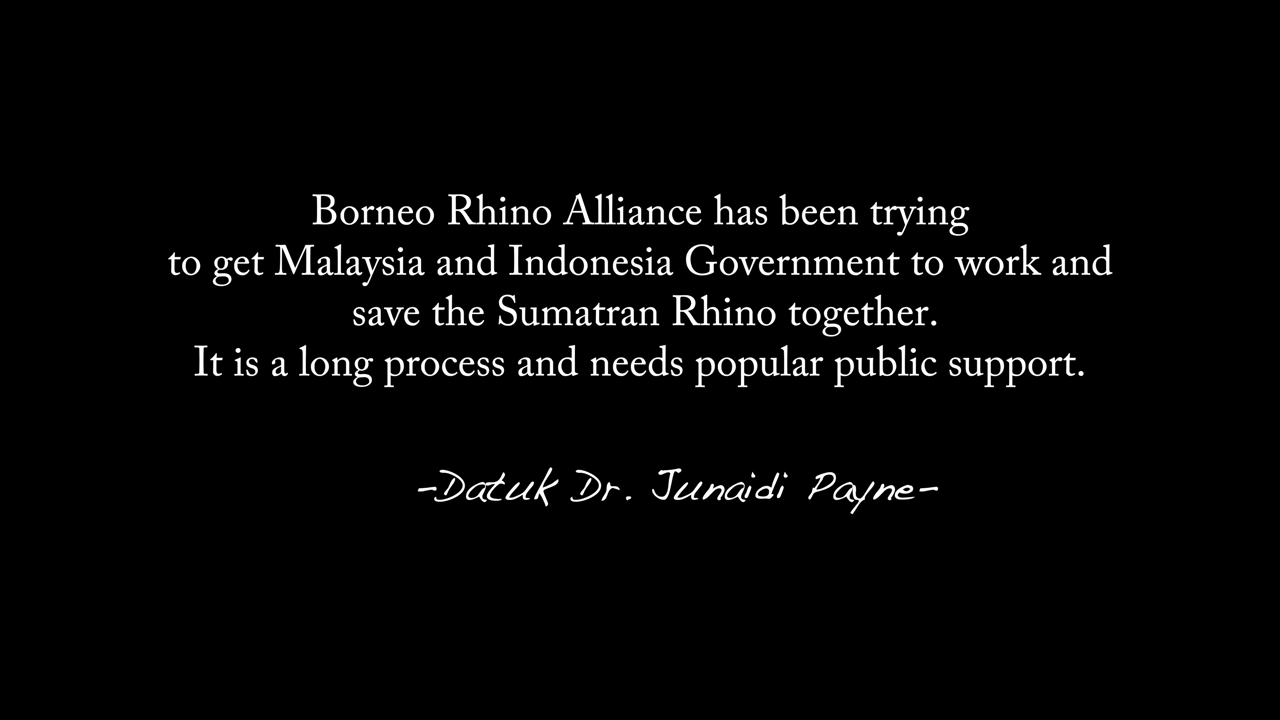 Borneo Rhino Alliance has been trying
to get Malaysia and Indonesia Government to work and
save the Sumatran Rhino together.
It is a long process and needs popular public support.
-Datuk Dr. Junaidi Payne-